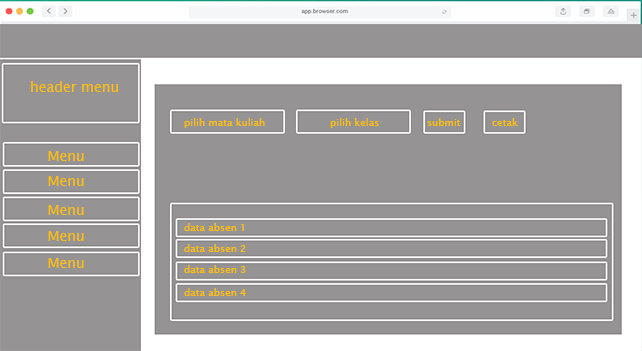 app.browser.com
header menu
pilih mata kuliah
pilih kelas
submit
cetak
Menu
Menu
Menu
Menu
Menu
data absen 1
data absen 2
data absen 3
data absen 4